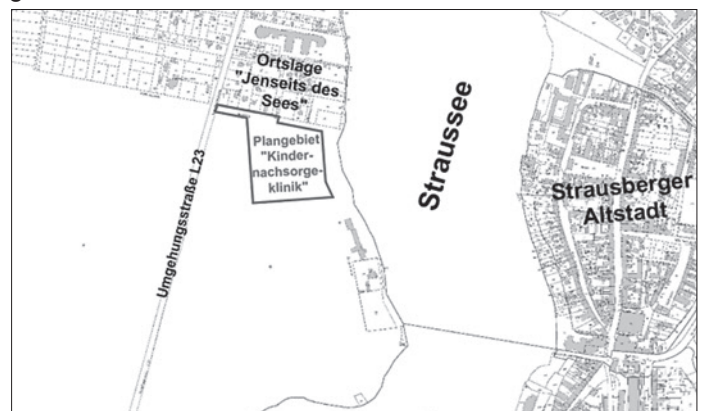 Ortslage
"Jenseits des
Sees"
Plangebiet
"Kinder-
nachsorge-
klinik"
Umgehungsstraße L23
Straussee
Strausberger
Altstadt